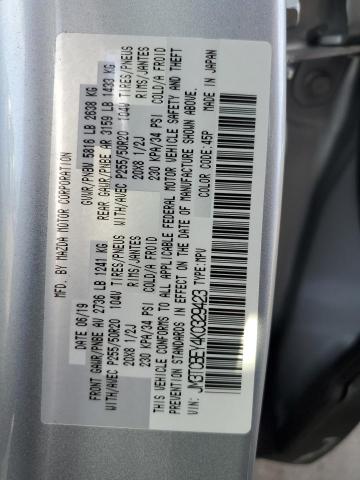 MFD. BY MAZDA MOTOR CORPORATION
DATE 06/19 GVWR/PNBV 5816 LB 2638 KG
FRONT GAWR/PNBE AV 2736 LB 1241 KG REAR GAWR/PNBE AR 3159 LB 1433 KG
WITH/AVEC P255/50R20 104V TIRES/PNEUS WITH/AVEC P255/50R20 104V TIRES/PNEUS
20X8 1/2J RIMS/JANTES 20X8 1/2J RIMS/JANTES
230 KPA/34 PSI COLD/A FROID 230 KPA/34 PSI COLD/A FROID
THIS VEHICLE CONFORMS TO ALL APPLICABLE FEDERAL MOTOR VEHICLE SAFETY AND THEFT
PREVENTION STANDARDS IN EFFECT ON THE DATE OF MANUFACTURE SHOWN ABOVE.
COLOR CODE: 45P MADE IN JAPAN
JM3TCBEY4K0329423
VIN: TYPE: MPV